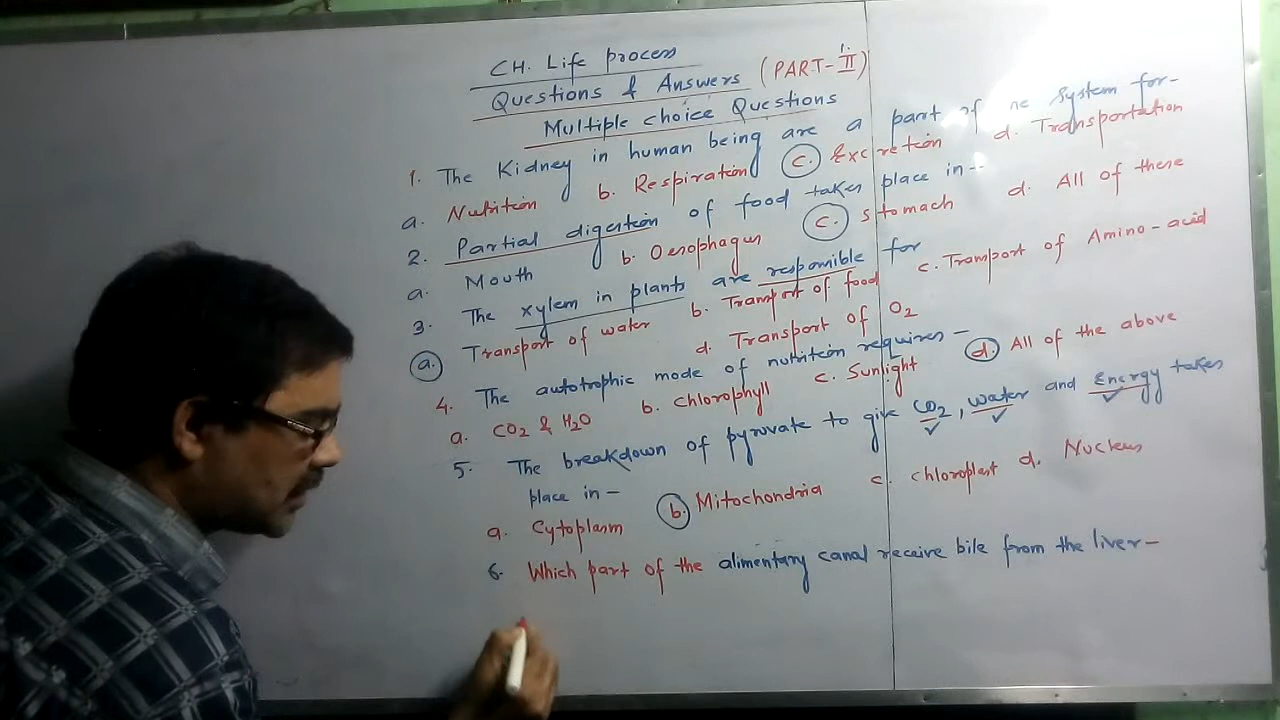 CH. Life process
Questions & Answers (PART-II)
Multiple choice Questions
1. The Kidney in human being are a part of ne system for-
a. Nutrition b. Respiration c. Excretion d. Transportation
2. Partial digestion of food takes place in--
a. Mouth b. Oesophagus c. Stomach d. All of these
3. The xylem in plants are responsible for
a. Transport of water b. Transport of food c. Transport of Amino-acid
d. Transport of O2
4. The autotrophic mode of nutrition requires-
a. CO2 & H2O b. Chlorophyll c. Sunlight d. All of the above
5. The breakdown of pyruvate to give CO2, water and Energy takes
place in-
a. Cytoplasm b. Mitochondria c. chloroplast d. Nucleus
6. Which part of the alimentary canal receive bile from the liver-